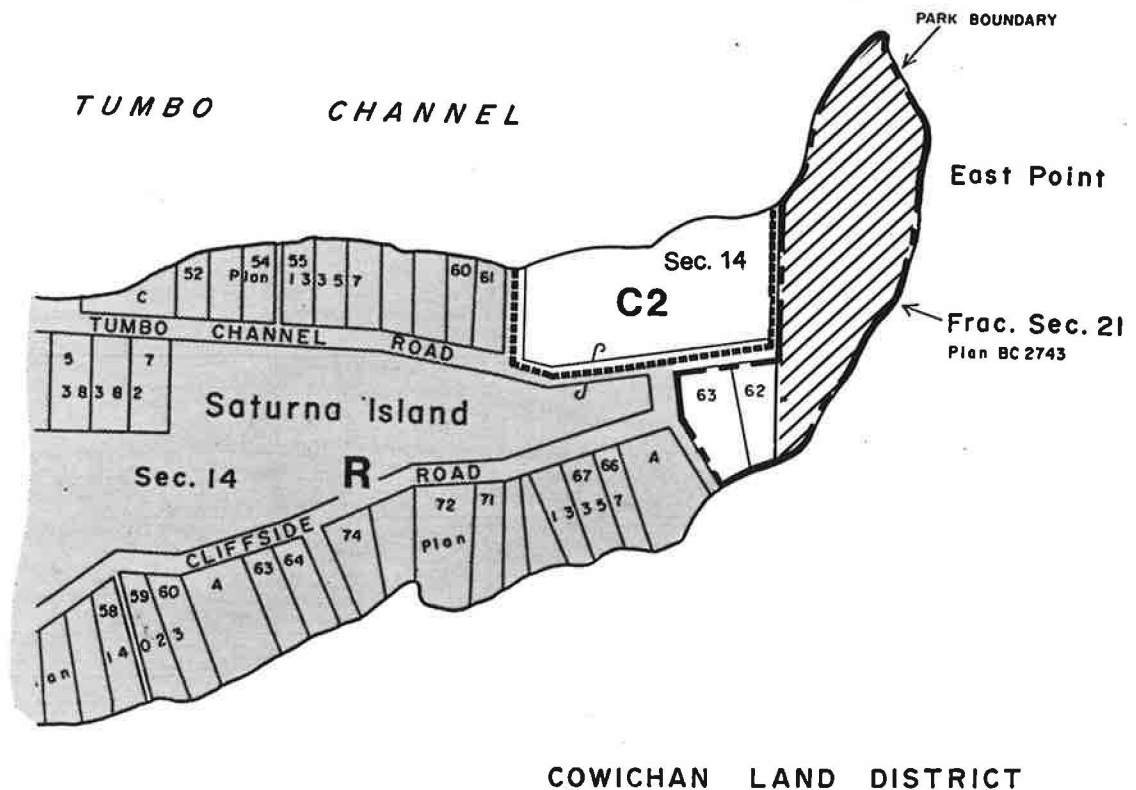 PARK BOUNDARY
TUMBO CHANNEL
East Point
Sec. 14
C2
52
54
55
60
61
C
Plan
13357
TUMBO CHANNEL ROAD
Frac. Sec. 21
Plan BC 2743
5
7
38382
63
62
Saturna Island
Sec. 14
R
ROAD
CLIFFSIDE
A
66
67
13357
72
71
Plan
74
64
63
A
60
59
58
14023
lan
COWICHAN LAND DISTRICT